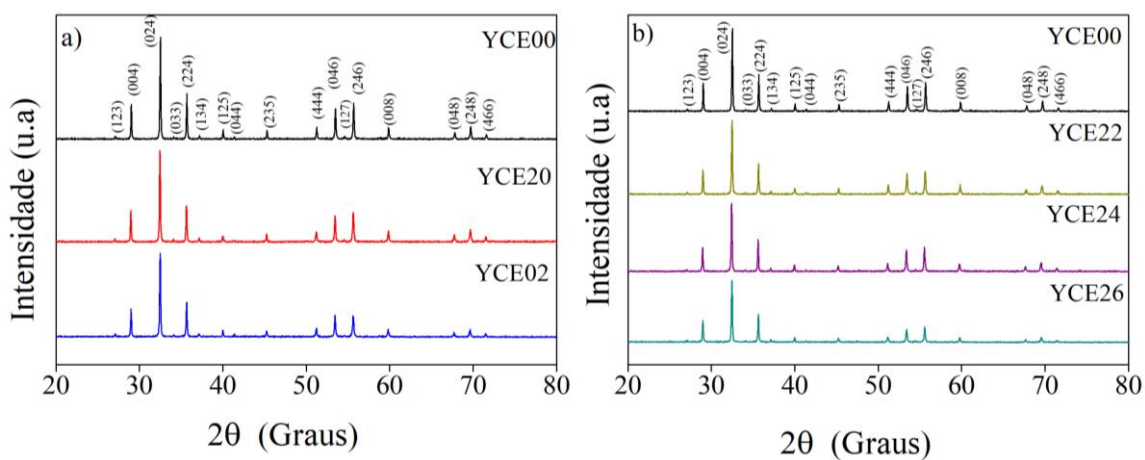 a)
YCE00
(123)
(004)
(024)
(033)
(224)
(134)
(125)
(044)
(235)
(444)
(046)
(127)
(246)
(008)
(048)
(248)
(466)
YCE20
YCE02
Intensidade (u.a)
20 30 40 50 60 70 80
2θ (Graus)
b)
YCE00
(123)
(004)
(024)
(033)
(224)
(134)
(125)
(044)
(235)
(444)
(046)
(127)
(246)
(008)
(048)
(248)
(466)
YCE22
YCE24
YCE26
Intensidade (u.a)
20 30 40 50 60 70 80
2θ (Graus)